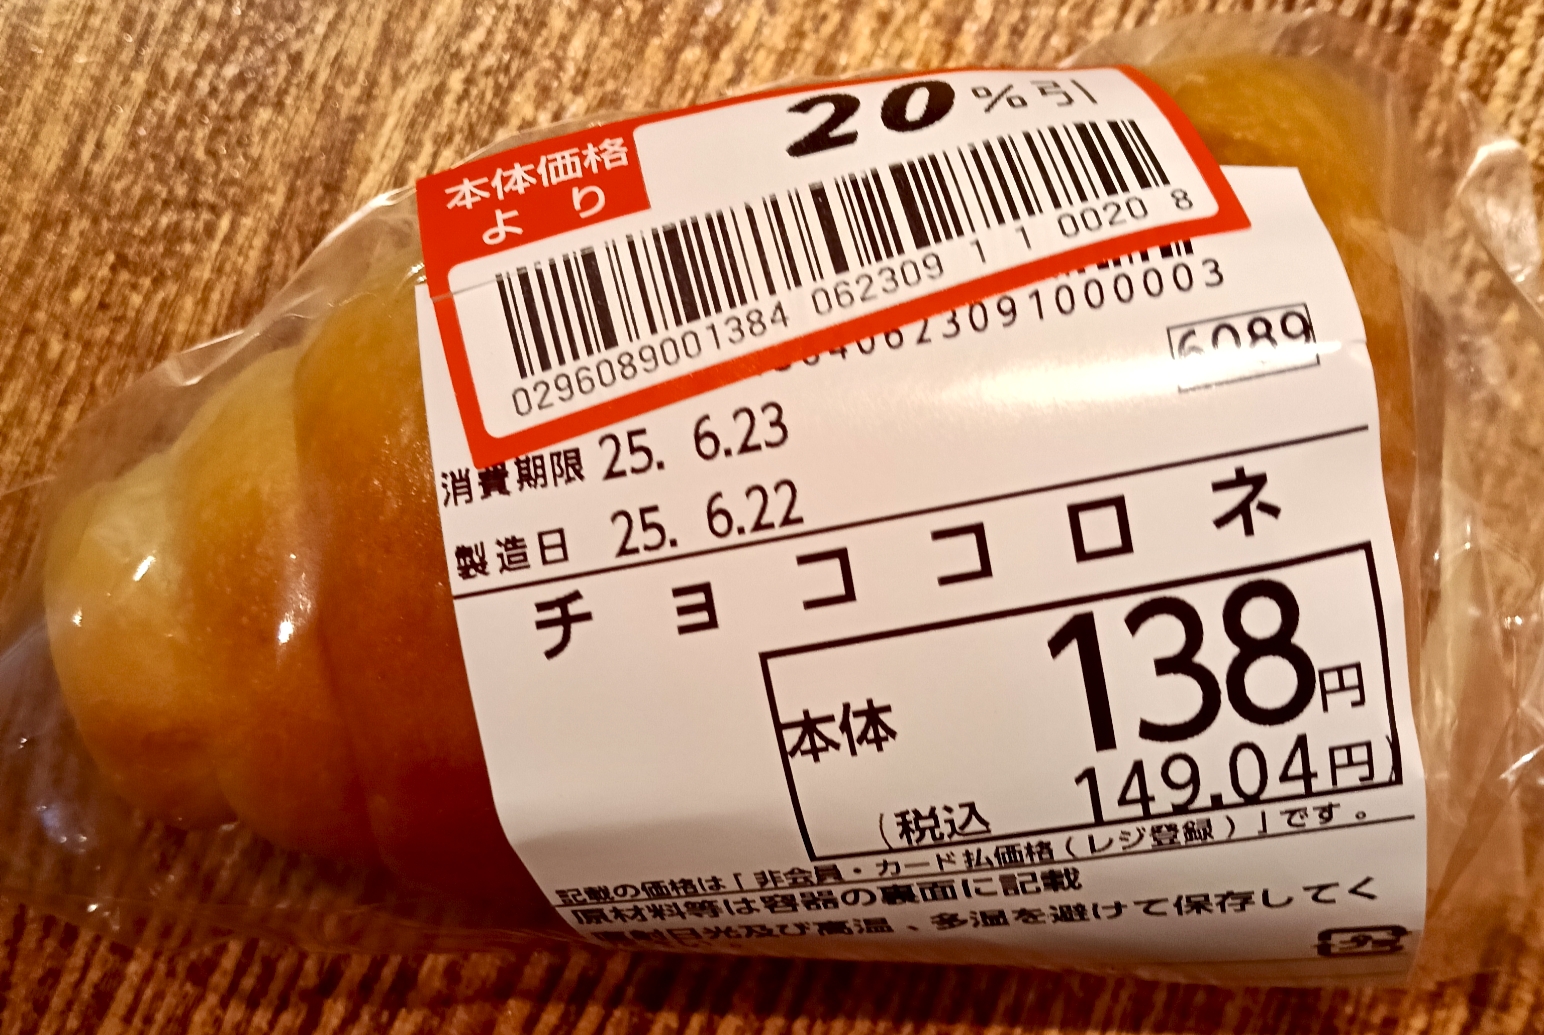 本体価格
より
20%引
0296089001384 062309 1 1 0020 8
0623091000003
6089
消費期限 25. 6.23
製造日 25. 6.22
チョココロネ
本体 138円
(税込 149.04円)
記載の価格は「非会員・カード払価格(レジ登録)」です。
原材料等は容器の裏面に記載
直射日光及び高温、多湿を避けて保存してく